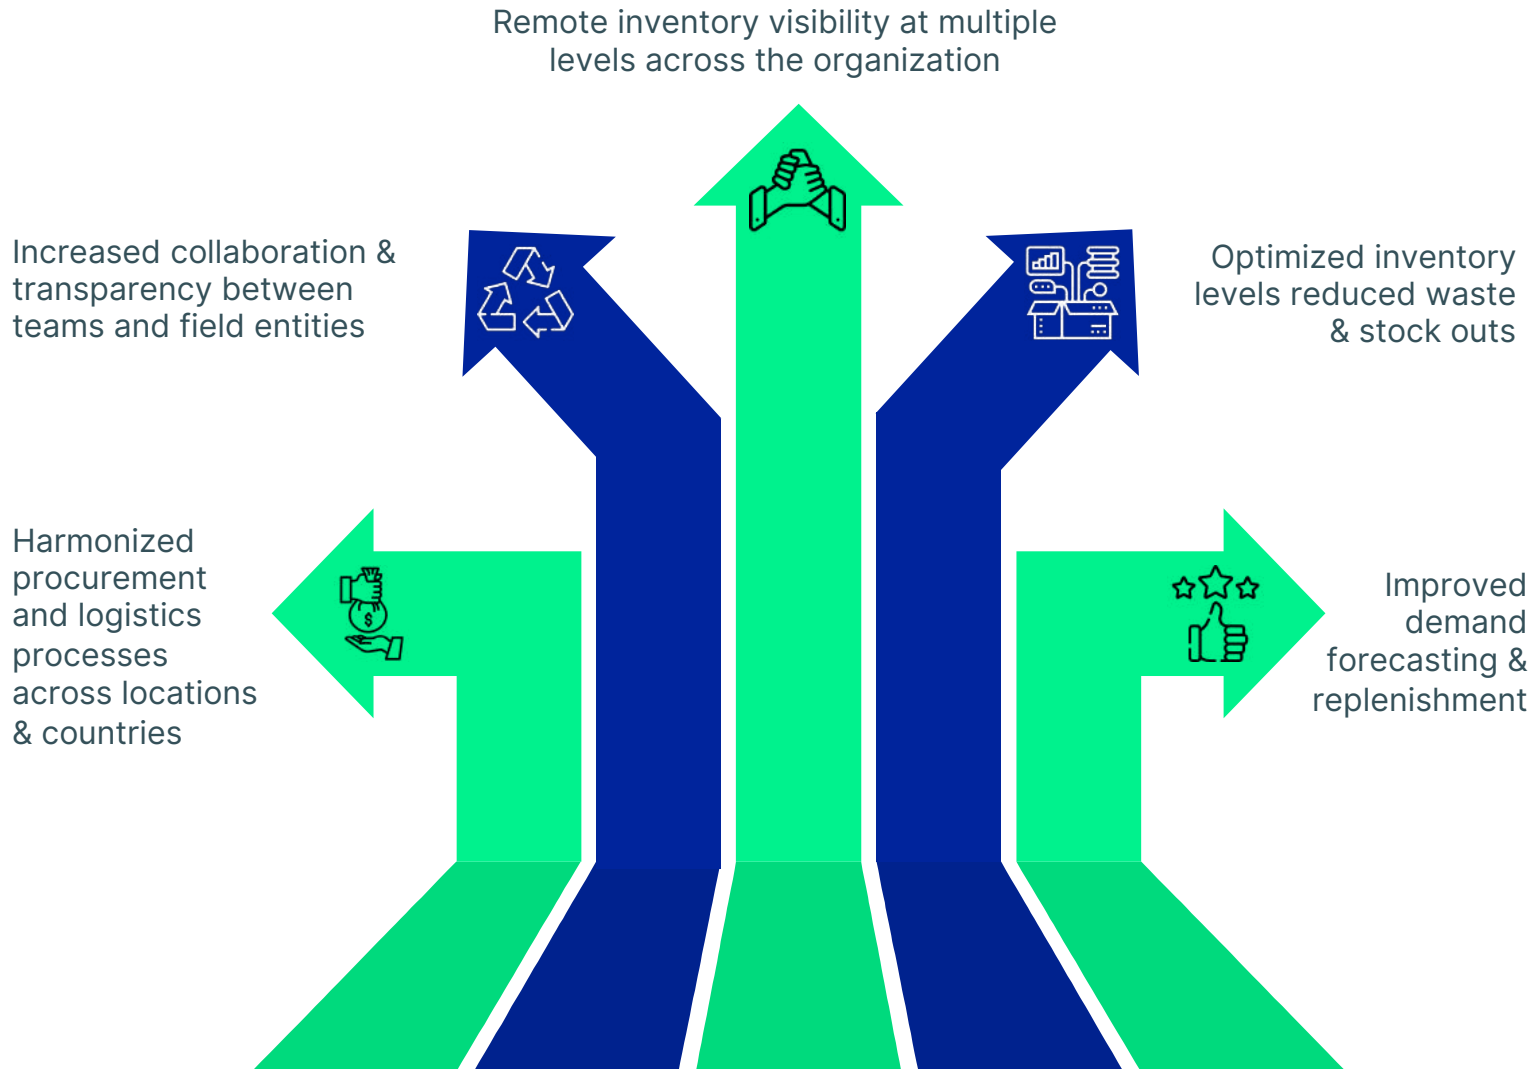 Remote inventory visibility at multiple
levels across the organization
Increased collaboration &
transparency between
teams and field entities
Optimized inventory
levels reduced waste
& stock outs
Harmonized
procurement
and logistics
processes
across locations
& countries
Improved
demand
forecasting &
replenishment
$